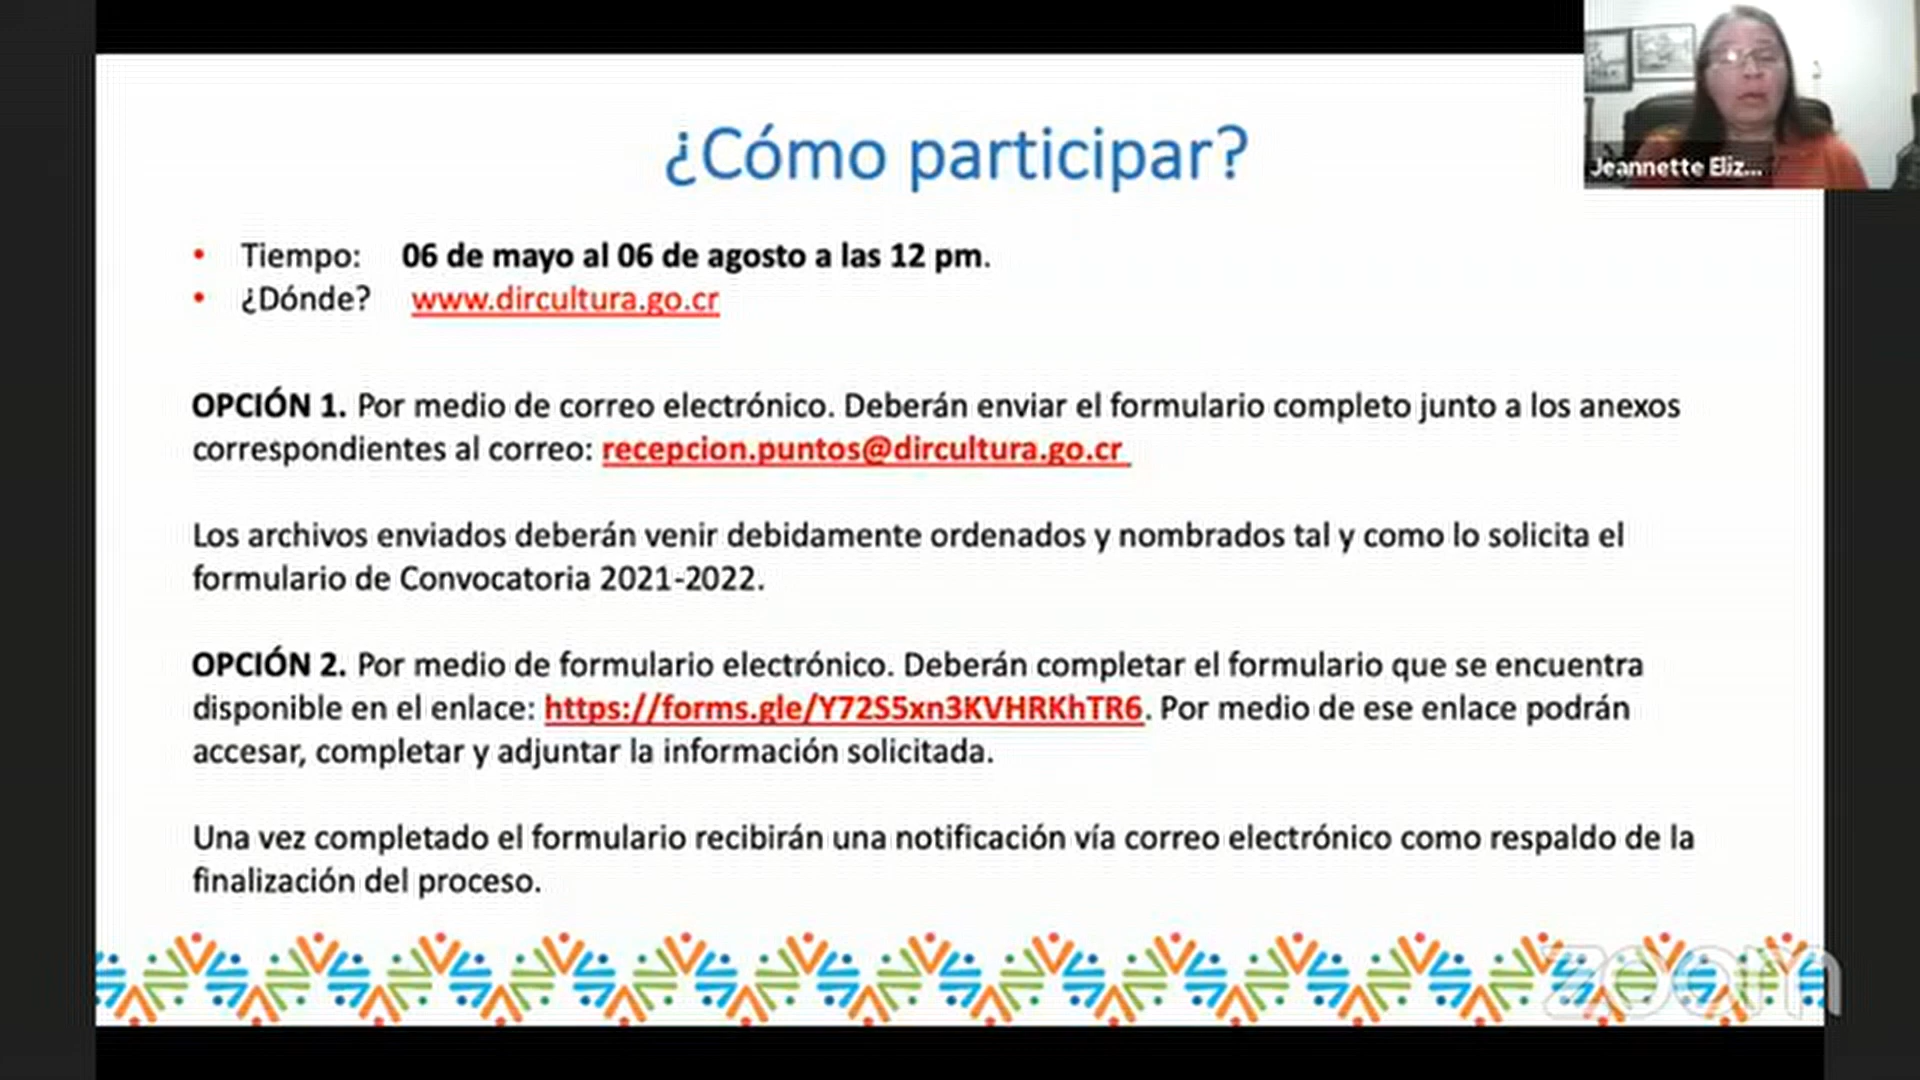 ¿Cómo participar?
Jeannette Eliz...
• Tiempo: 06 de mayo al 06 de agosto a las 12 pm.
• ¿Dónde? www.dircultura.go.cr
OPCIÓN 1. Por medio de correo electrónico. Deberán enviar el formulario completo junto a los anexos
correspondientes al correo: recepcion.puntos@dircultura.go.cr
Los archivos enviados deberán venir debidamente ordenados y nombrados tal y como lo solicita el
formulario de Convocatoria 2021-2022.
OPCIÓN 2. Por medio de formulario electrónico. Deberán completar el formulario que se encuentra
disponible en el enlace: https://forms.gle/Y72S5xn3KVHRKhTR6. Por medio de ese enlace podrán
accesar, completar y adjuntar la información solicitada.
Una vez completado el formulario recibirán una notificación vía correo electrónico como respaldo de la
finalización del proceso.
zoom